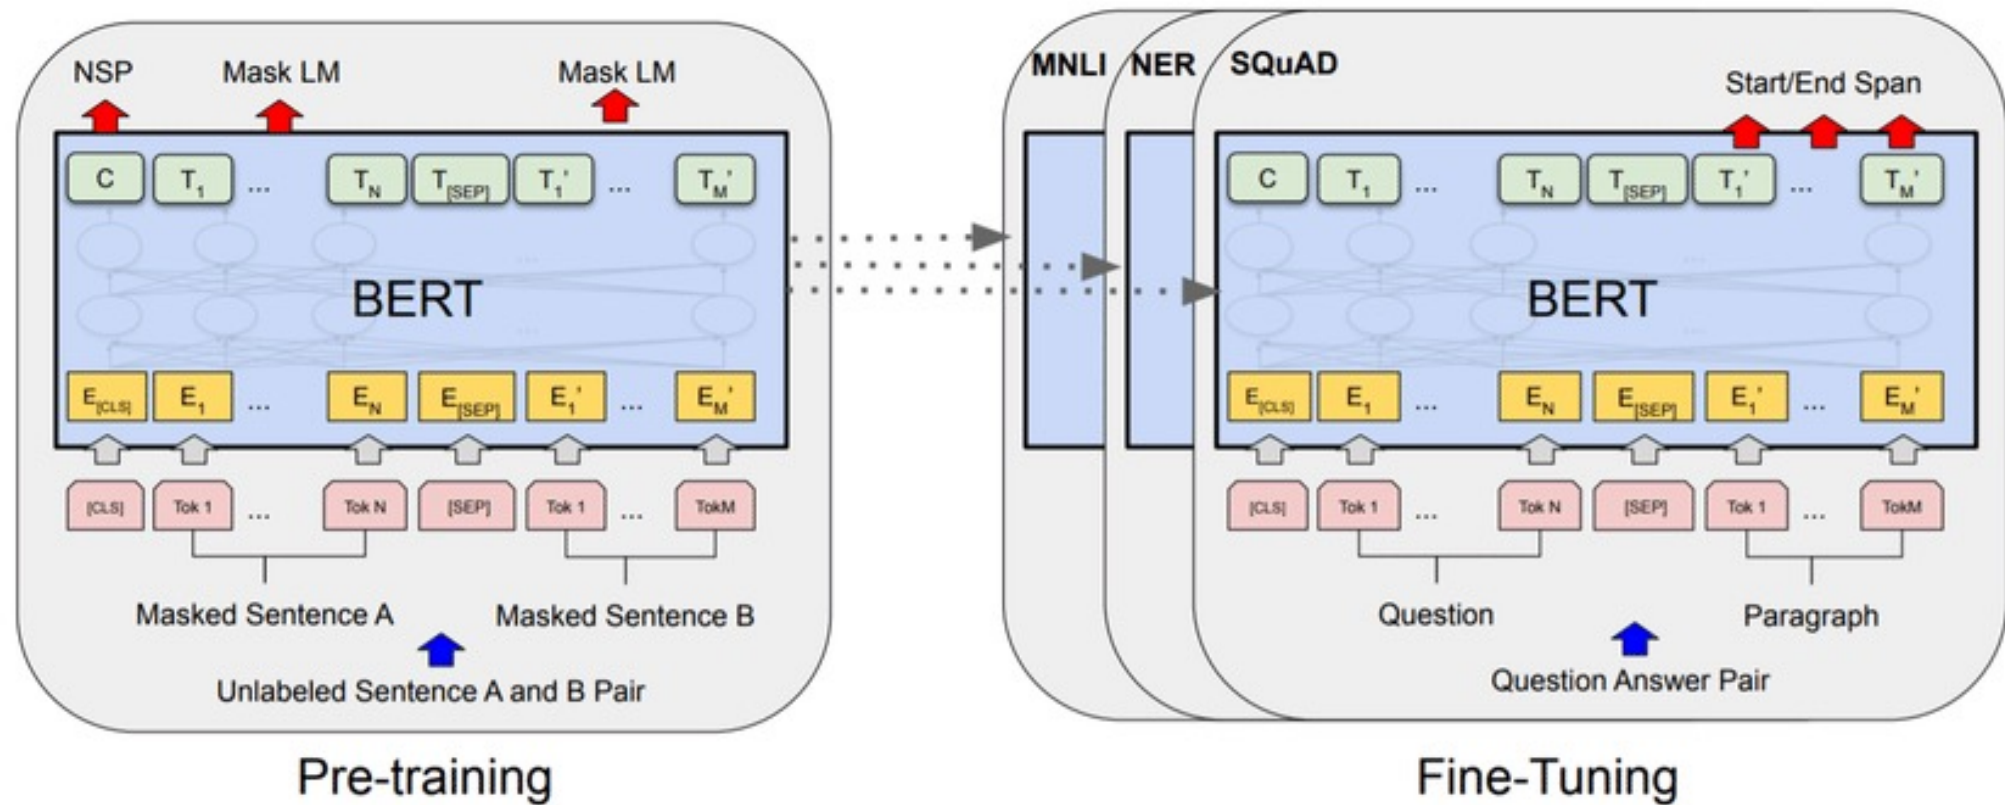 NSP Mask LM Mask LM
C T1 ... TN T[SEP] T1' ... TM'
BERT
E[CLS] E1 ... EN E[SEP] E1' ... EM'
[CLS] Tok 1 ... Tok N [SEP] Tok 1 ... TokM
Masked Sentence A Masked Sentence B
Unlabeled Sentence A and B Pair
Pre-training
MNLI NER SQuAD
Start/End Span
C T1 ... TN T[SEP] T1' ... TM'
BERT
E[CLS] E1 ... EN E[SEP] E1' ... EM'
[CLS] Tok 1 ... Tok N [SEP] Tok 1 ... TokM
Question Paragraph
Question Answer Pair
Fine-Tuning